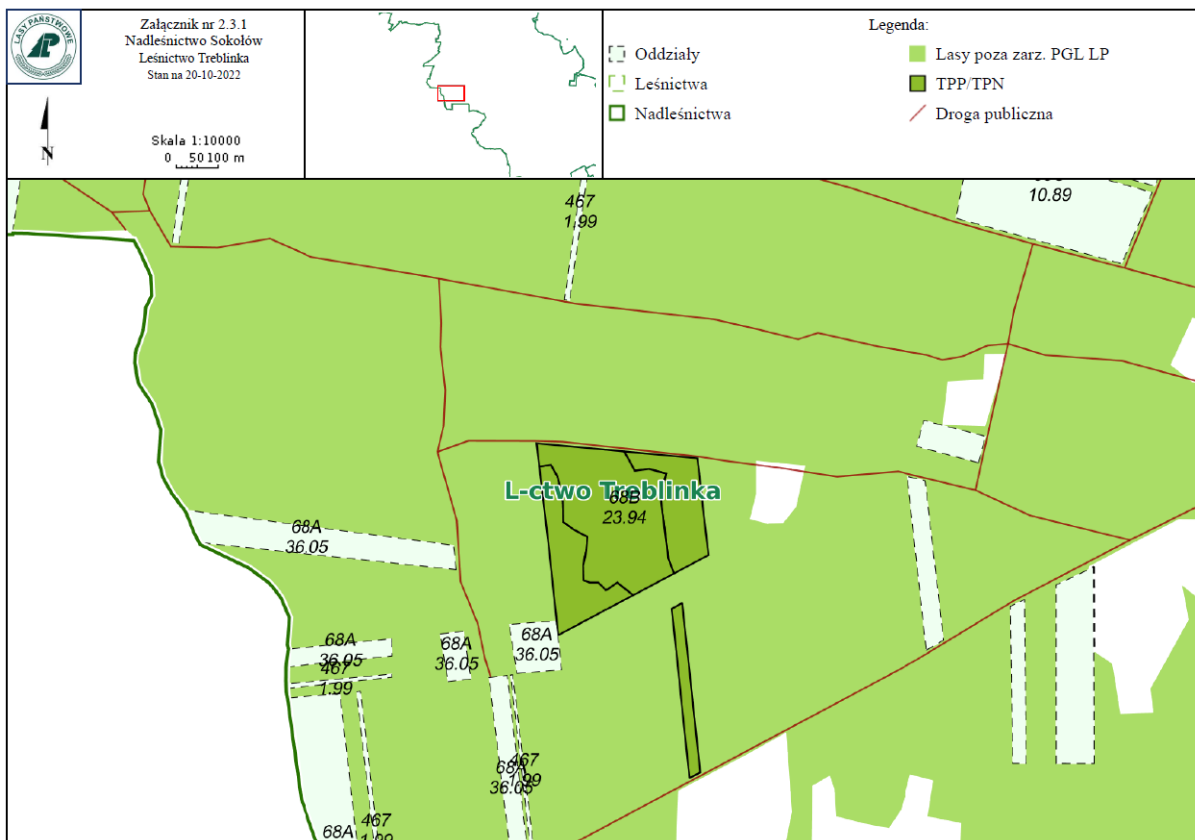 LASY PAŃSTWOWE
Załącznik nr 2.3.1
Nadleśnictwo Sokołów
Leśnictwo Treblinka
Stan na 20-10-2022
N
Skala 1:10000
0 50 100 m
Legenda:
Oddziały
Leśnictwa
Nadleśnictwa
Lasy poza zarz. PGL LP
TPP/TPN
Droga publiczna
467
1.99
10.89
L-ctwo Treblinka
68B
23.94
68A
36.05
68A
36.05
467
1.99
68A
36.05
68A
36.05
68A
36.05
467
1.99
467
1.99
68A